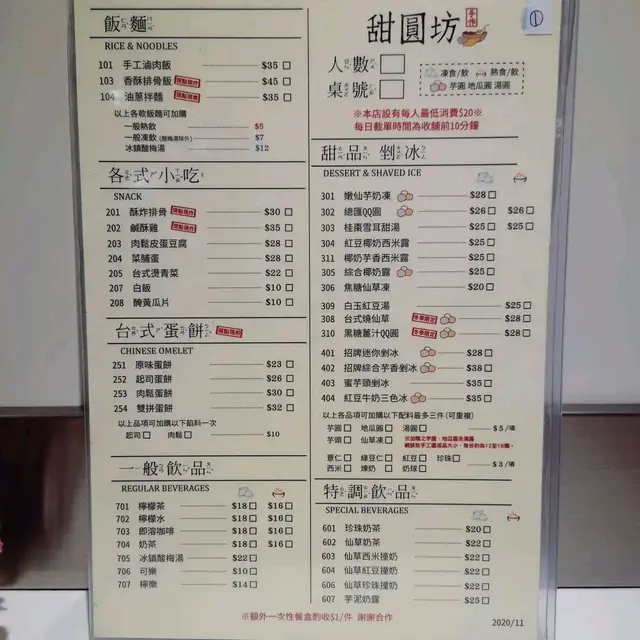 飯麵
RICE & NOODLES
101 手工滷肉飯 $35
103 香酥排骨飯 $45
104 油蔥拌麵 $35
以上各款飯麵可加購
一般熱飲 $5
一般凍飲 (酸梅湯除外) $7
冰鎮酸梅湯 $12
各式小吃
SNACK
201 酥炸排骨 $30
202 鹹酥雞 $35
203 肉鬆皮蛋豆腐 $28
204 菜脯蛋 $28
205 台式燙青菜 $22
207 白飯 $10
208 醃黃瓜片 $10
台式蛋餅
CHINESE OMELET
251 原味蛋餅 $23
252 起司蛋餅 $26
253 肉鬆蛋餅 $30
254 雙拼蛋餅 $32
以上品項可加購以下餡料一次
起司 肉鬆 $10
一般飲品
REGULAR BEVERAGES
701 檸檬茶 $18 $16
702 檸檬水 $18 $16
703 即溶咖啡 $18 $16
704 奶茶 $18 $16
705 冰鎮酸梅湯 $22
706 可樂 $10
707 檸樂 $14
甜圓坊
手作
①
人數
桌號
凍食/飲 熱食/飲
芋圓 地瓜圓 湯圓
※本店設有每人最低消費$20※
每日截單時間為收舖前10分鐘
甜品剉冰
DESSERT & SHAVED ICE
301 嫩仙芋奶凍 $28
302 總匯QQ圓 $26 $26
303 桂棗雪耳甜湯 $25 $25
304 紅豆椰奶西米露 $25
311 椰奶芋香西米露 $25
305 綜合椰奶露 $25
306 焦糖仙草凍 $20
309 白玉紅豆湯 $25
308 台式燒仙草 冬季限定 $28
310 黑糖薑汁QQ圓 冬季限定 $28
401 招牌迷你剉冰 $28
402 招牌綜合芋香剉冰 $38
403 蜜芋頭剉冰 $35
404 紅豆牛奶三色冰 $35
以上各品項可加購以下配料最多三件(可重複)
芋圓 地瓜圓 湯圓 $5/項
芋頭 仙草凍
薏仁 綠豆仁 紅豆 珍珠
西米 煉奶 奶球 $3/項
特調飲品
SPECIAL BEVERAGES
601 珍珠奶茶 $20
602 仙草奶茶 $22
603 仙草西米撞奶 $22
604 仙草紅豆撞奶 $22
606 仙草珍珠撞奶 $22
607 芋泥奶露 $25
※額外一次性餐盒酌收$1/件 謝謝合作
2020/11